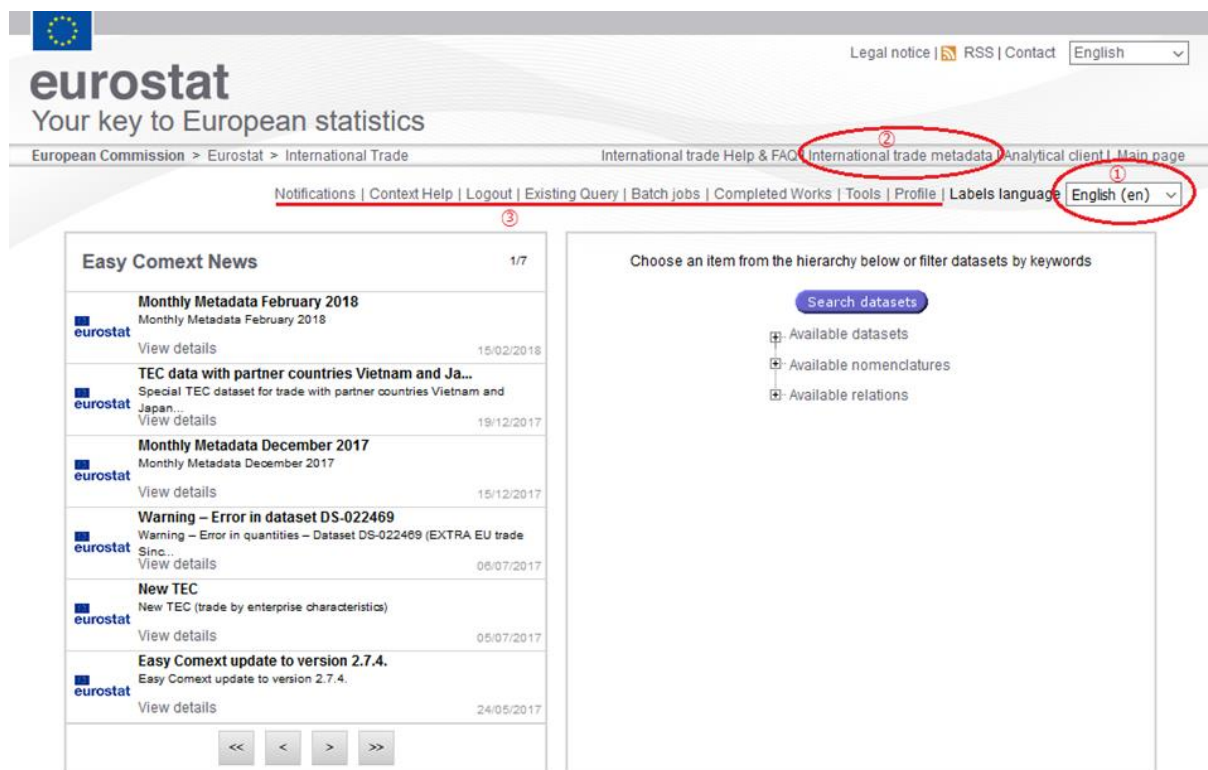 Legal notice | RSS | Contact English
eurostat
Your key to European statistics
②
European Commission > Eurostat > International Trade International trade Help & FAQ | International trade metadata | Analytical client | Main page
①
Notifications | Context Help | Logout | Existing Query | Batch jobs | Completed Works | Tools | Profile | Labels language English (en)
③
Easy Comext News 1/7
Monthly Metadata February 2018
Monthly Metadata February 2018
eurostat
View details 15/02/2018
TEC data with partner countries Vietnam and Ja...
Special TEC dataset for trade with partner countries Vietnam and
eurostat Japan...
View details 19/12/2017
Monthly Metadata December 2017
Monthly Metadata December 2017
eurostat
View details 15/12/2017
Warning – Error in dataset DS-022469
Warning – Error in quantities – Dataset DS-022469 (EXTRA EU trade
eurostat Sinc...
View details 06/07/2017
New TEC
New TEC (trade by enterprise characteristics)
eurostat
View details 05/07/2017
Easy Comext update to version 2.7.4.
Easy Comext update to version 2.7.4.
eurostat
View details 24/05/2017
<< < > >>
Choose an item from the hierarchy below or filter datasets by keywords
Search datasets
Available datasets
Available nomenclatures
Available relations